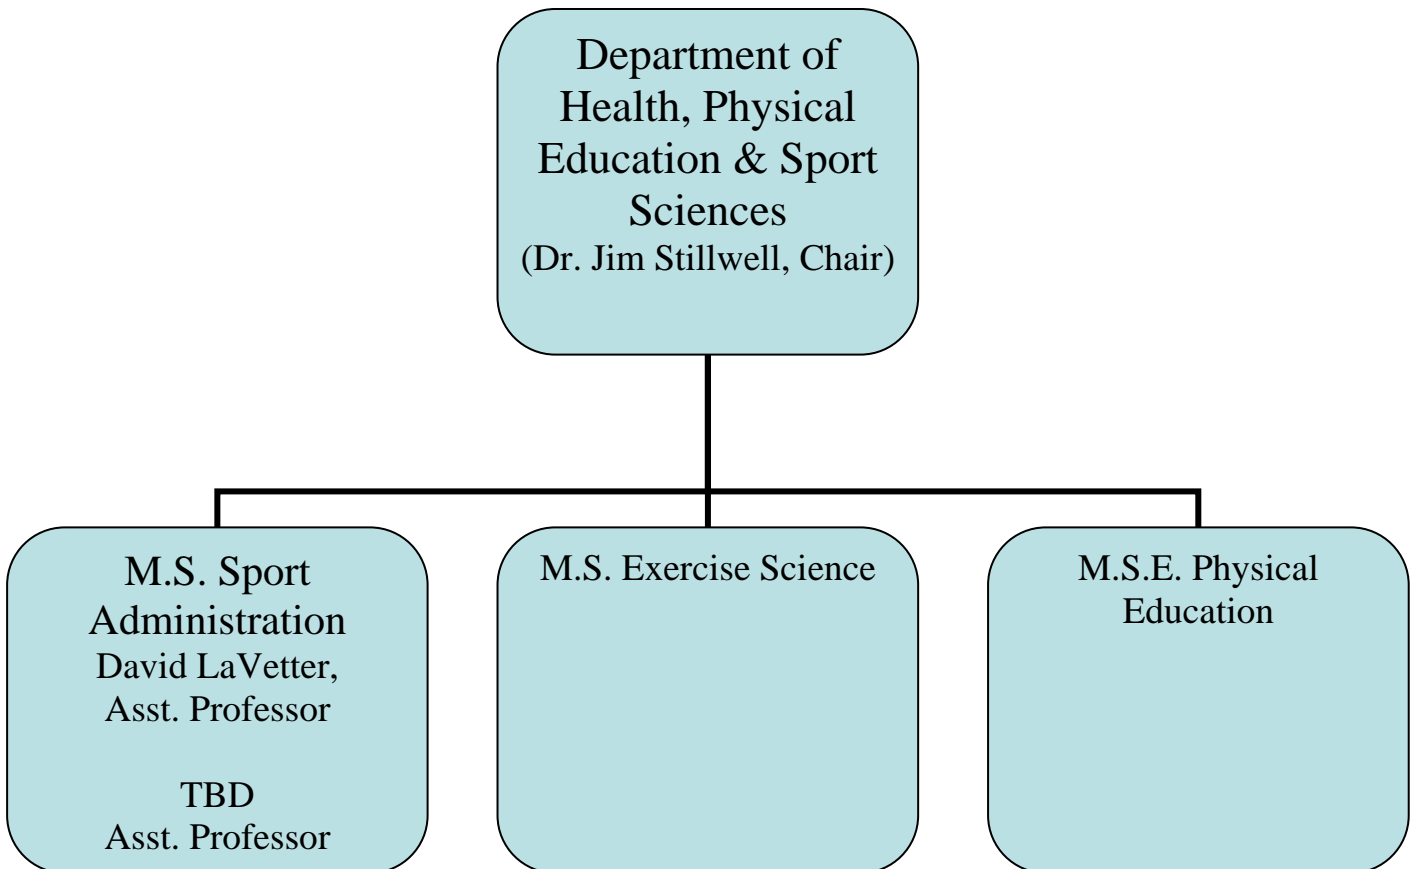 Department of
Health, Physical
Education & Sport
Sciences
(Dr. Jim Stillwell, Chair)
M.S. Sport
Administration
David LaVetter,
Asst. Professor
TBD
Asst. Professor
M.S. Exercise Science
M.S.E. Physical
Education